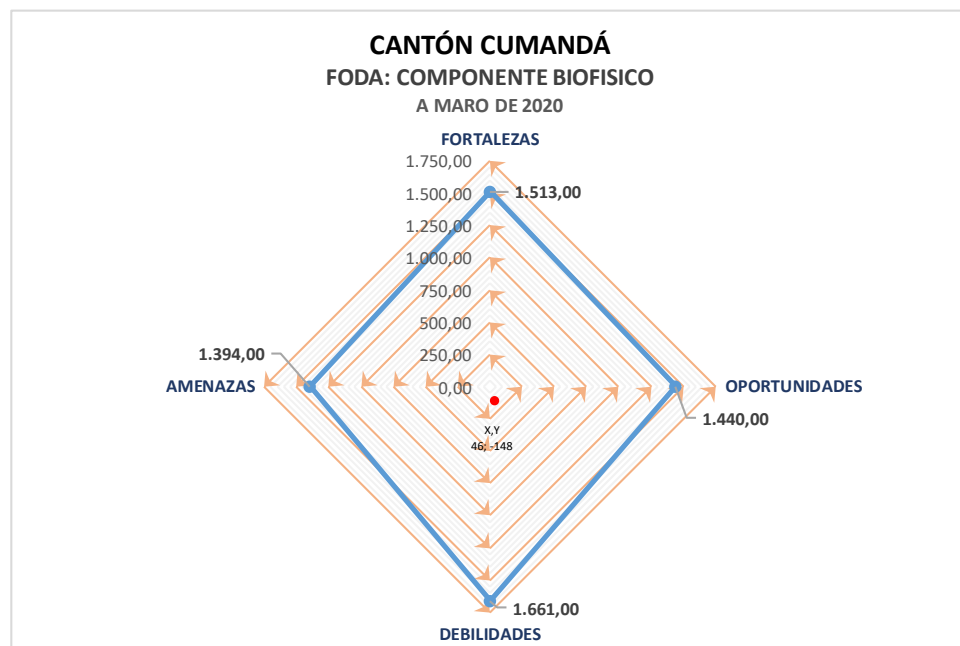 CANTÓN CUMANDÁ
FODA: COMPONENTE BIOFISICO
A MARO DE 2020
FORTALEZAS
1.750,00
1.513,00
1.500,00
1.250,00
1.000,00
750,00
500,00
250,00
0,00
1.394,00
AMENAZAS
OPORTUNIDADES
1.440,00
X,Y
46; -148
1.661,00
DEBILIDADES